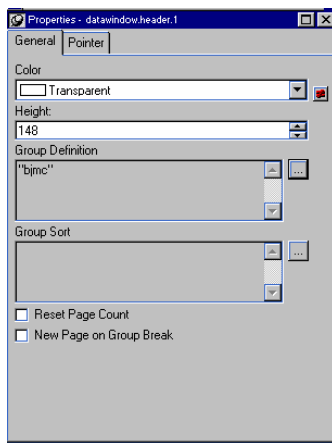 Properties - datawindow.header.1
General Pointer
Color
Transparent
Height:
148
Group Definition
"bjmc"
...
Group Sort
...
Reset Page Count
New Page on Group Break